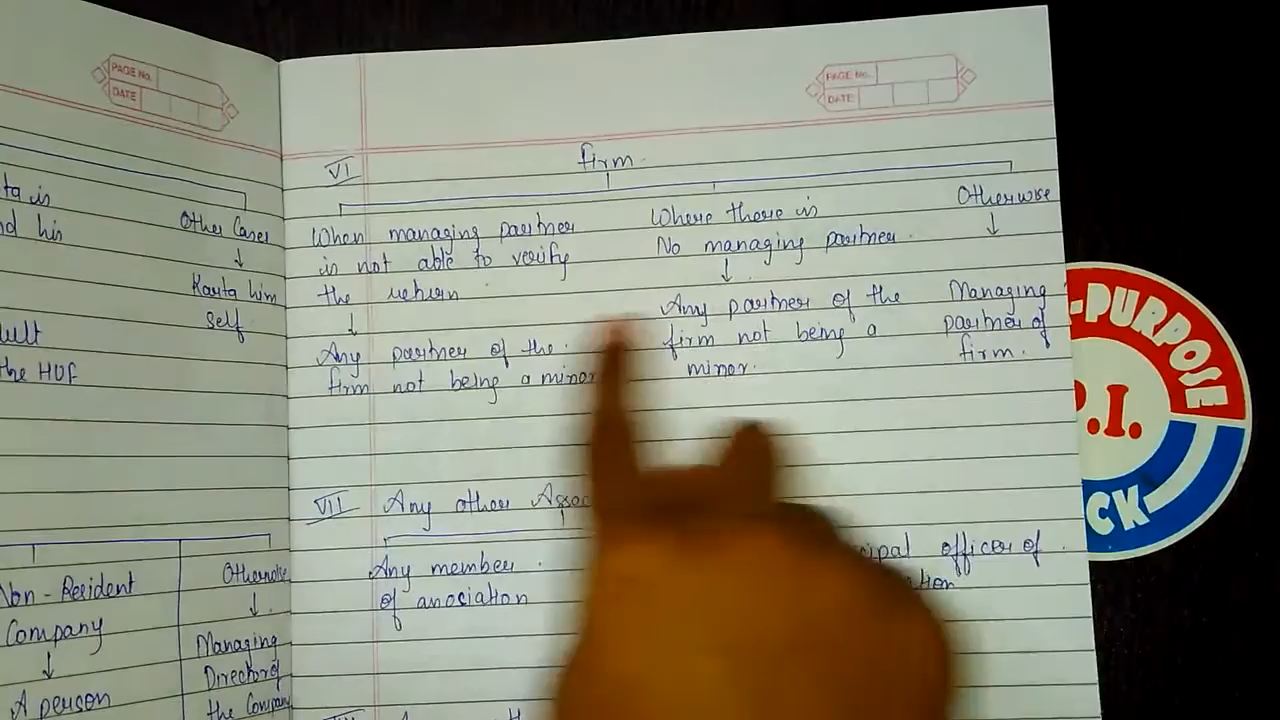 PAGE No.
DATE
ta is
nd his
Other Cases
Karta him
self
dult
the HUF
Non-Resident
Company
A person
Otherwise
Managing
Director of
the Company
PAGE No.
DATE
VI
firm
When managing partner
is not able to verify
the return
Any partner of the
firm not being a minor
Where there is
No managing partner
Any partner of the
firm not being a
minor
Otherwise
Managing
partner of
firm
VII Any other Assoc
Any member
of association
cipal officer of
-PURPOSE
P.I.
CK